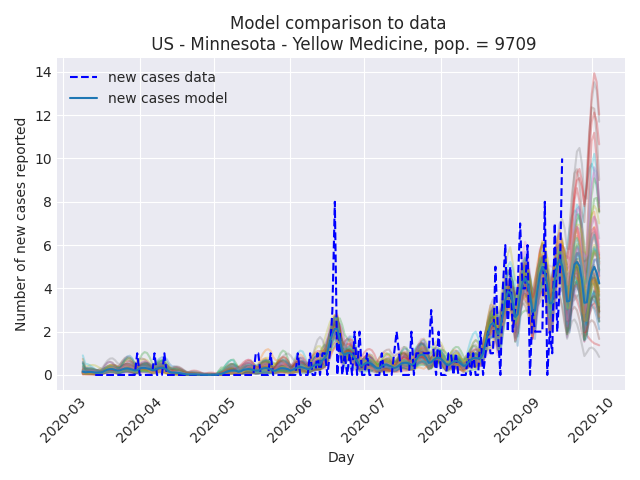 Model comparison to data
US - Minnesota - Yellow Medicine, pop. = 9709
new cases data
new cases model
Number of new cases reported
14
12
10
8
6
4
2
0
2020-03
2020-04
2020-05
2020-06
2020-07
2020-08
2020-09
2020-10
Day